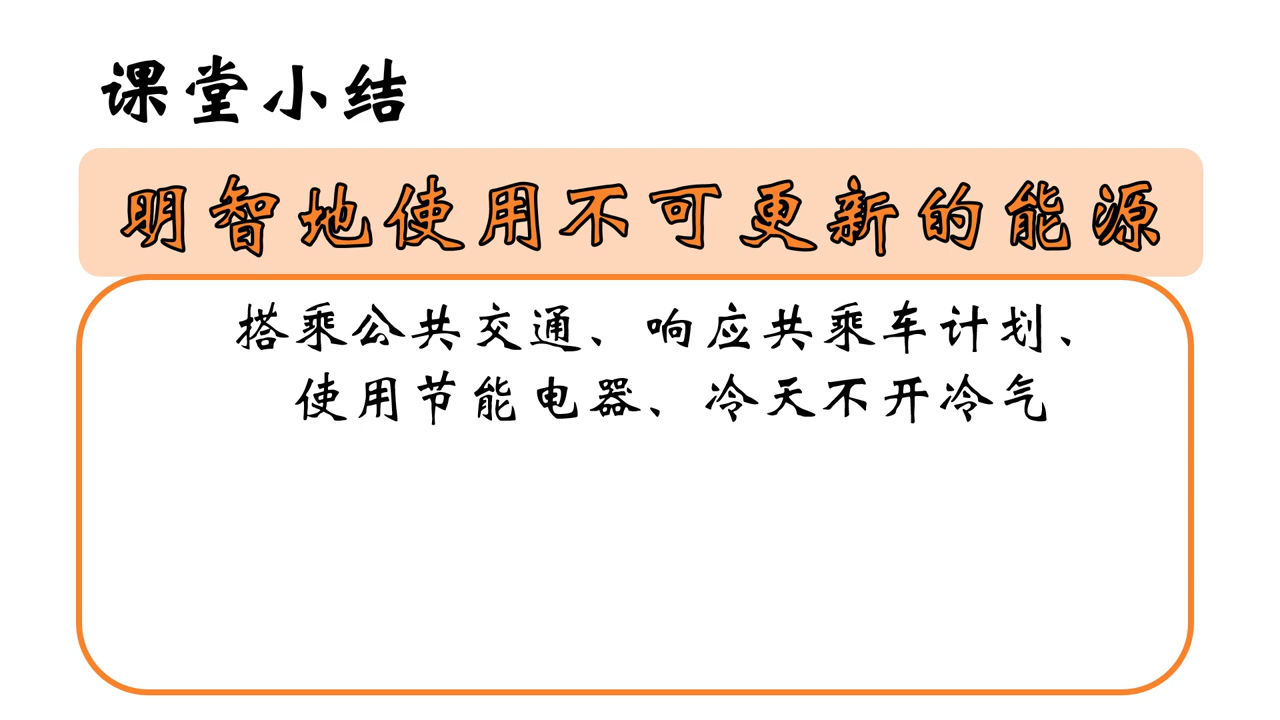 课堂小结
明智地使用不可更新的能源
搭乘公共交通、响应共乘车计划、
使用节能电器、冷天不开冷气